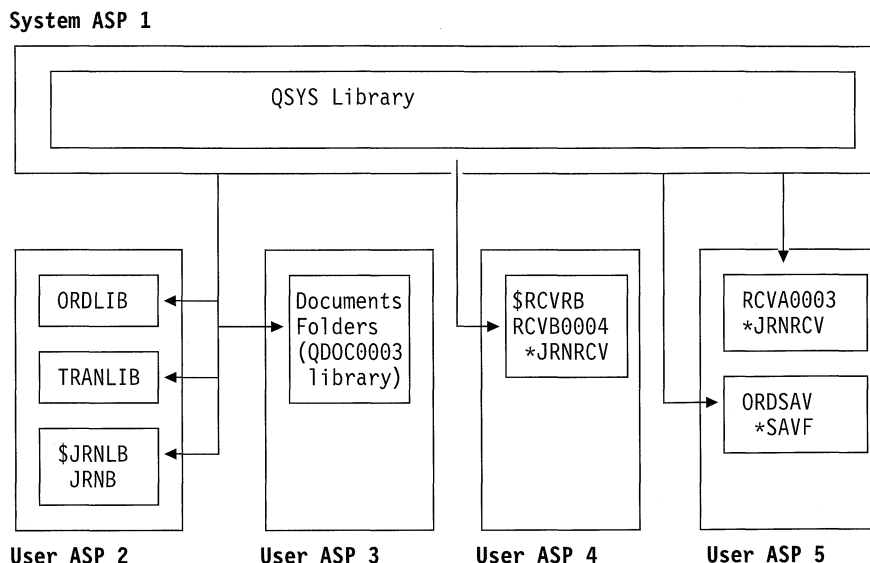 System ASP 1
QSYS Library
ORDLIB
TRANLIB
$JRNLB
JRNB
User ASP 2
Documents
Folders
(QDOC0003
library)
User ASP 3
$RCVRB
RCVB0004
*JRNRCV
User ASP 4
RCVA0003
*JRNRCV
ORDSAV
*SAVF
User ASP 5